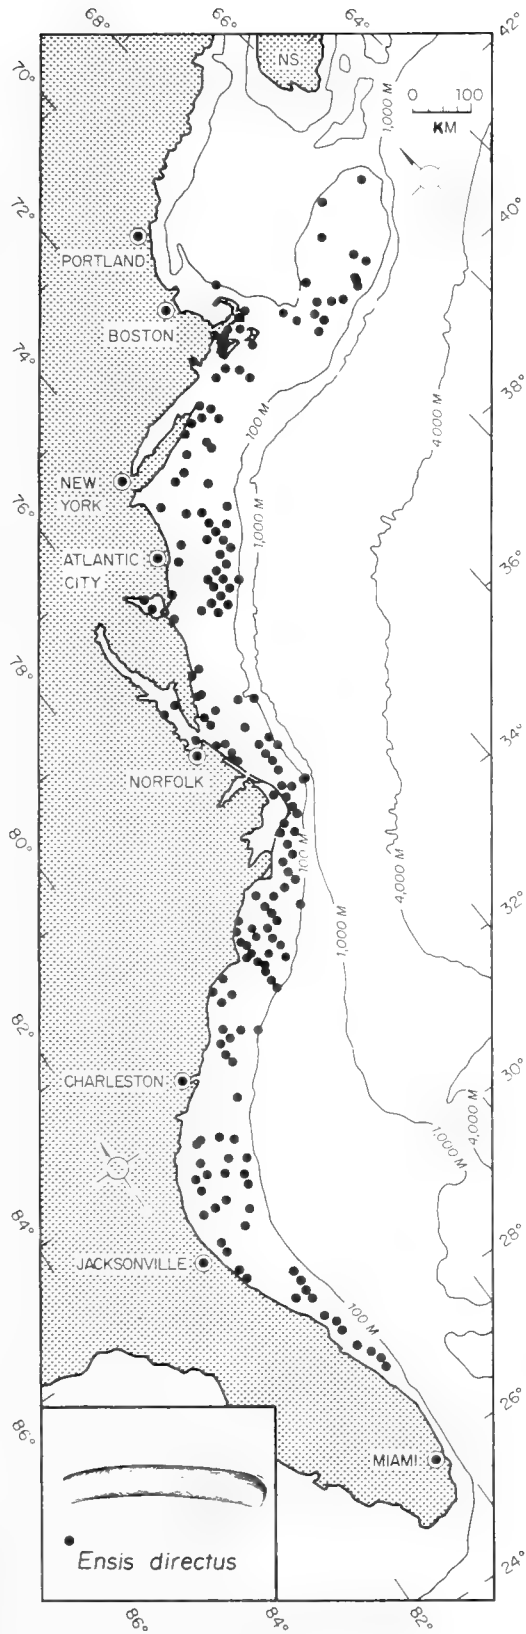 68°
66°
64°
42°
70°
NS.
1,000 M
0 100
KM
72°
40°
PORTLAND
BOSTON
74°
38°
100 M
4,000 M
NEW
YORK
1,000 M
76°
ATLANTIC
CITY
36°
78°
34°
NORFOLK
80°
100 M
4,000 M
32°
1,000 M
82°
30°
CHARLESTON
4,000 M
1,000 M
84°
28°
JACKSONVILLE
100 M
26°
86°
MIAMI
Ensis directus
24°
86°
84°
82°